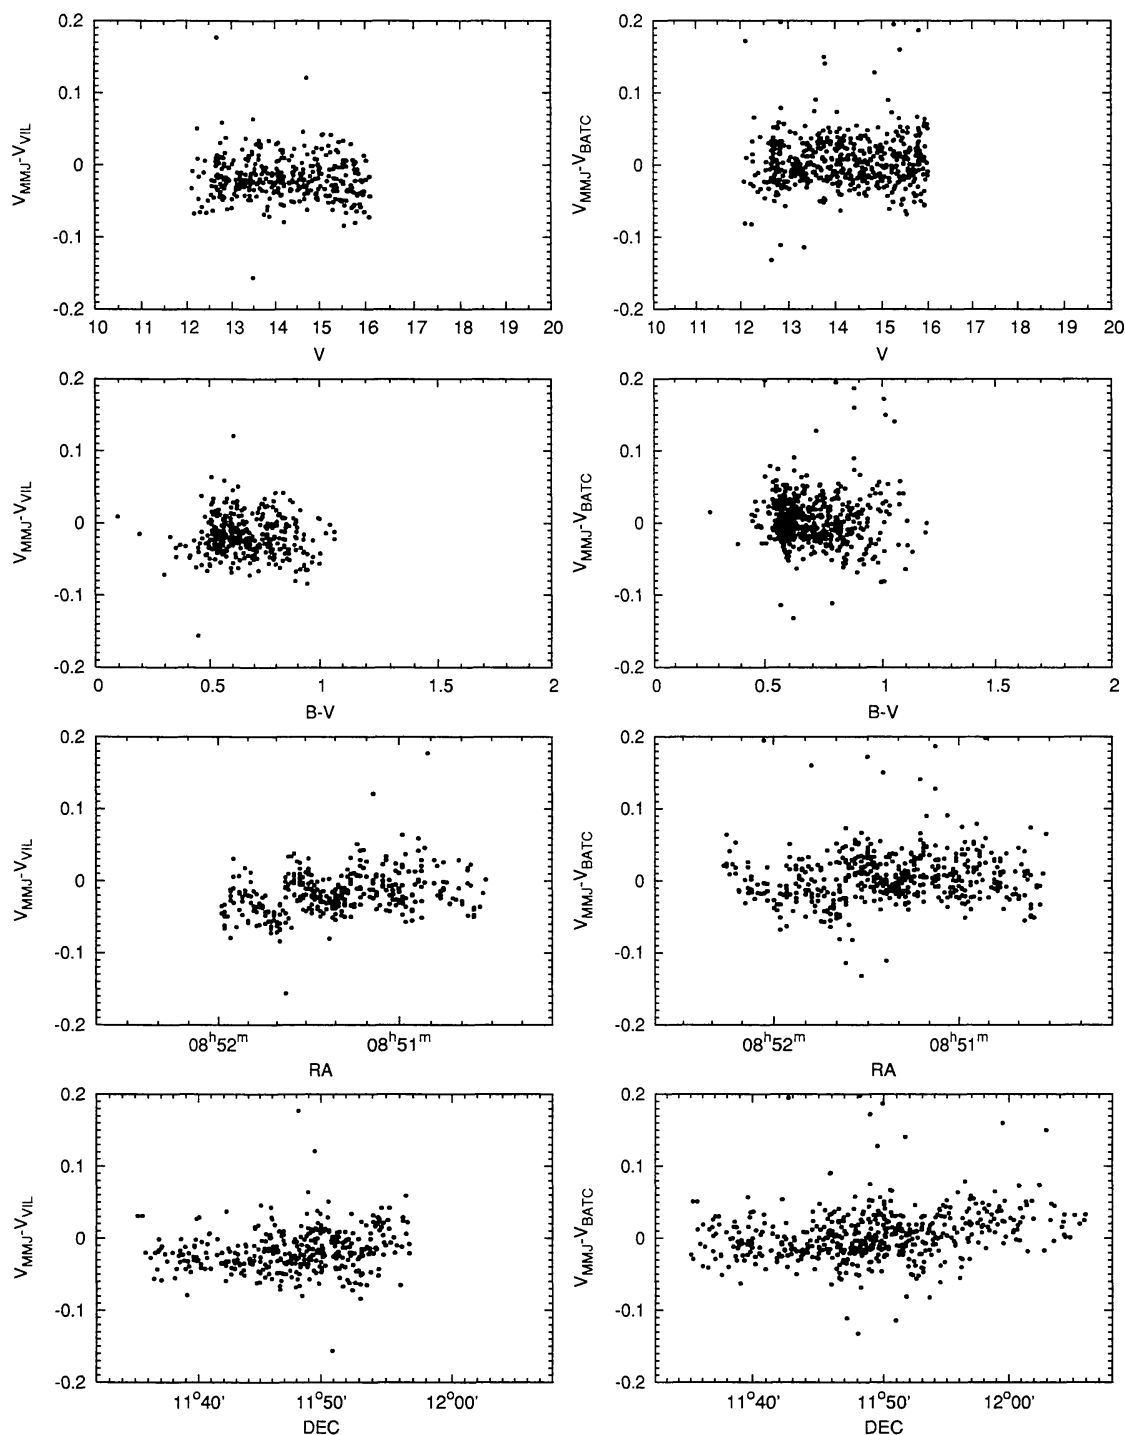 0.2 0.2
0.1 0.1
V_MMJ-V_VIL V_MMJ-V_BATC
0 0
-0.1 -0.1
-0.2 -0.2
10 11 12 13 14 15 16 17 18 19 20 10 11 12 13 14 15 16 17 18 19 20
V V
0.2 0.2
0.1 0.1
V_MMJ-V_VIL V_MMJ-V_BATC
0 0
-0.1 -0.1
-0.2 -0.2
0 0.5 1 1.5 2 0 0.5 1 1.5 2
B-V B-V
0.2 0.2
0.1 0.1
V_MMJ-V_VIL V_MMJ-V_BATC
0 0
-0.1 -0.1
-0.2 -0.2
08ʰ52ᵐ 08ʰ51ᵐ 08ʰ52ᵐ 08ʰ51ᵐ
RA RA
0.2 0.2
0.1 0.1
V_MMJ-V_VIL V_MMJ-V_BATC
0 0
-0.1 -0.1
-0.2 -0.2
11°40' 11°50' 12°00' 11°40' 11°50' 12°00'
DEC DEC